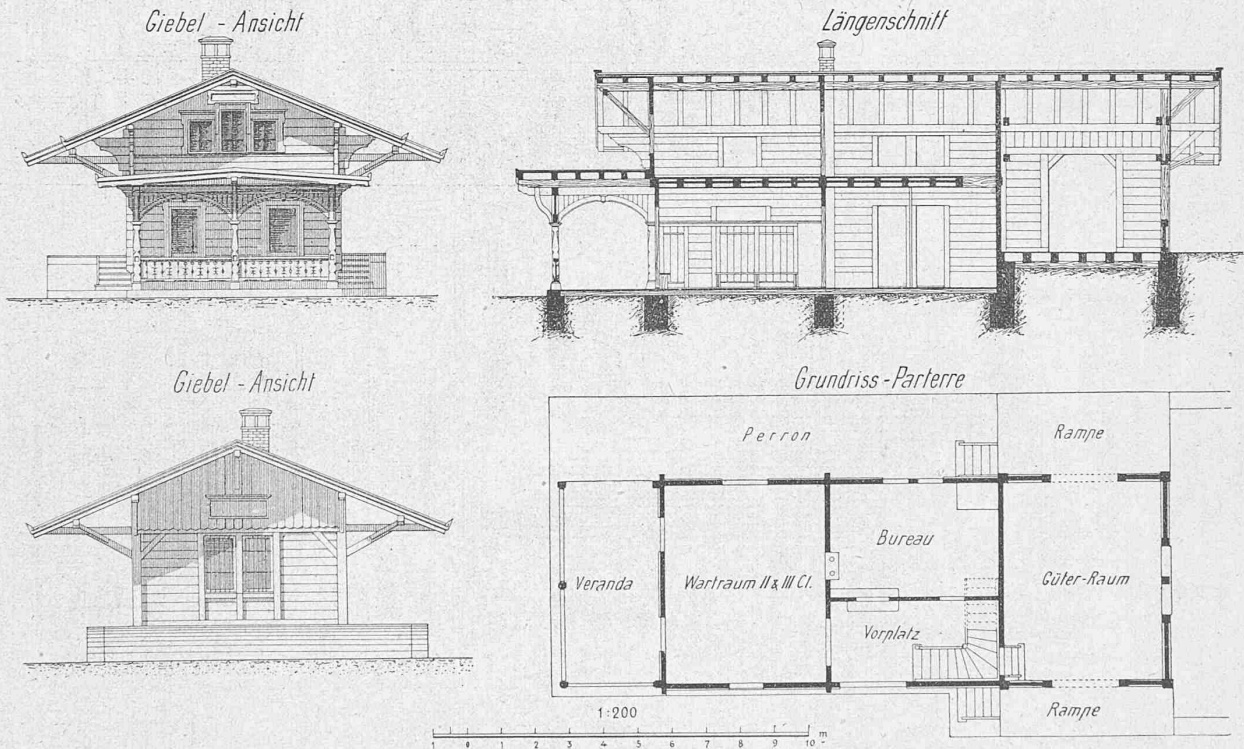 Giebel - Ansicht
Längenschnitt
Giebel - Ansicht
Grundriss - Parterre
Perron
Rampe
Veranda
Wartraum II & III Cl.
Bureau
Güter-Raum
Vorplatz
Rampe
1:200
1 0 1 2 3 4 5 6 7 8 9 10 m